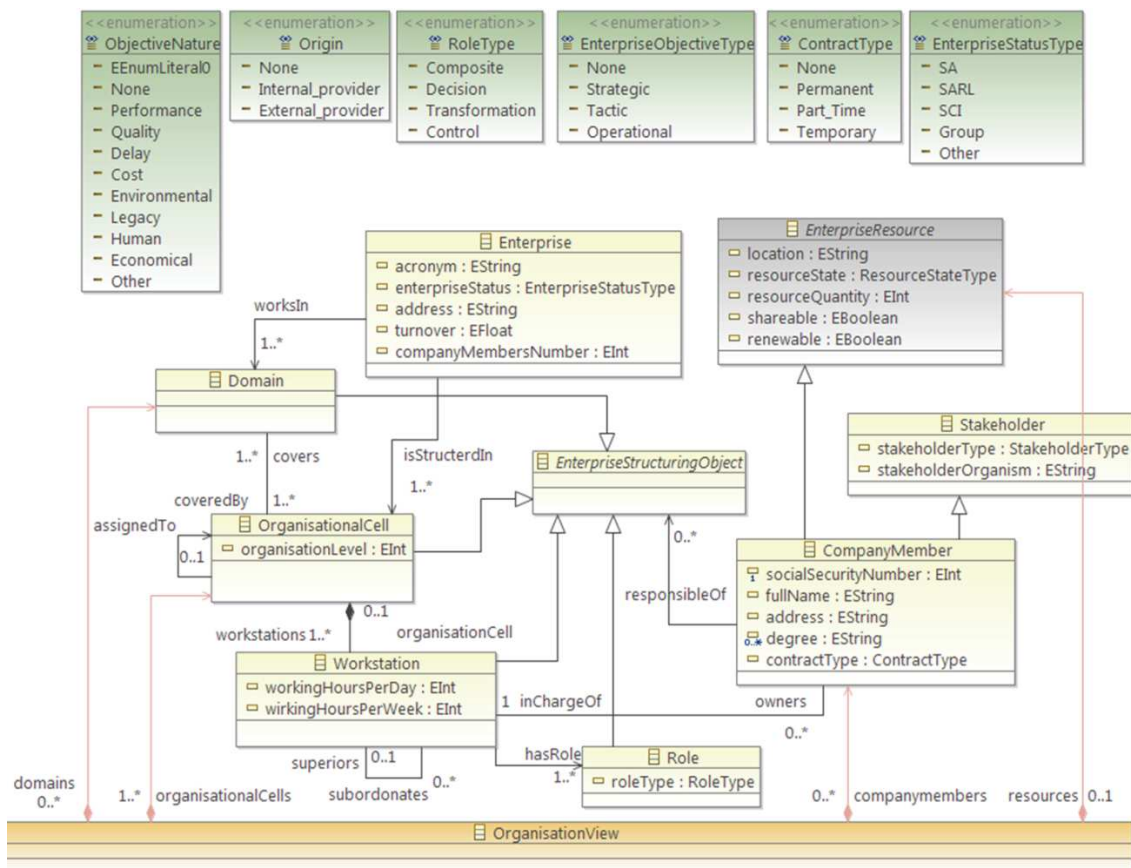 <<enumeration>>
ObjectiveNature
EEnumLiteral0
None
Performance
Quality
Delay
Cost
Environmental
Legacy
Human
Economical
Other
<<enumeration>>
Origin
None
Internal_provider
External_provider
<<enumeration>>
RoleType
Composite
Decision
Transformation
Control
<<enumeration>>
EnterpriseObjectiveType
None
Strategic
Tactic
Operational
<<enumeration>>
ContractType
None
Permanent
Part_Time
Temporary
<<enumeration>>
EnterpriseStatusType
SA
SARL
SCI
Group
Other
Enterprise
acronym : EString
enterpriseStatus : EnterpriseStatusType
address : EString
turnover : EFloat
companyMembersNumber : EInt
EnterpriseResource
location : EString
resourceState : ResourceStateType
resourceQuantity : EInt
shareable : EBoolean
renewable : EBoolean
worksIn
1..*
Domain
1..*
covers
coveredBy
1..*
isStructerdIn
1..*
EnterpriseStructuringObject
Stakeholder
stakeholderType : StakeholderType
stakeholderOrganism : EString
assignedTo
0..1
OrganisationalCell
organisationLevel : EInt
0..1
workstations 1..*
organisationCell
0..*
responsibleOf
CompanyMember
1
socialSecurityNumber : EInt
fullName : EString
address : EString
0..*
degree : EString
contractType : ContractType
Workstation
workingHoursPerDay : EInt
wirkingHoursPerWeek : EInt
1 inChargeOf
owners
0..*
superiors
0..1
0..*
subordonates
hasRole
1..*
Role
roleType : RoleType
domains
0..*
1..*
organisationalCells
0..*
companymembers
resources
0..1
OrganisationView